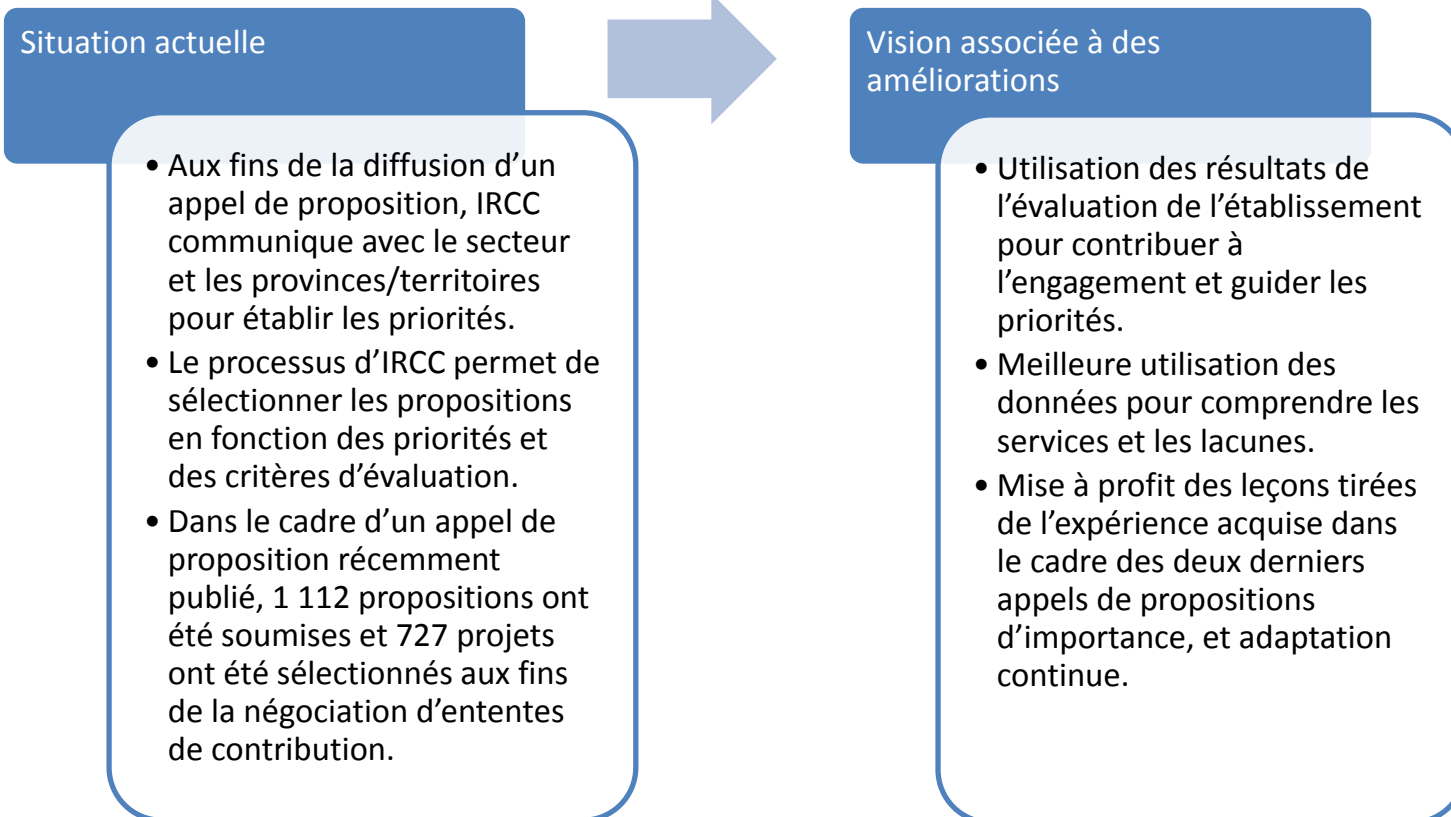 Situation actuelle
• Aux fins de la diffusion d’un
appel de proposition, IRCC
communique avec le secteur
et les provinces/territoires
pour établir les priorités.
• Le processus d’IRCC permet de
sélectionner les propositions
en fonction des priorités et
des critères d’évaluation.
• Dans le cadre d’un appel de
proposition récemment
publié, 1 112 propositions ont
été soumises et 727 projets
ont été sélectionnés aux fins
de la négociation d’ententes
de contribution.
Vision associée à des
améliorations
• Utilisation des résultats de
l’évaluation de l’établissement
pour contribuer à
l’engagement et guider les
priorités.
• Meilleure utilisation des
données pour comprendre les
services et les lacunes.
• Mise à profit des leçons tirées
de l’expérience acquise dans
le cadre des deux derniers
appels de propositions
d’importance, et adaptation
continue.